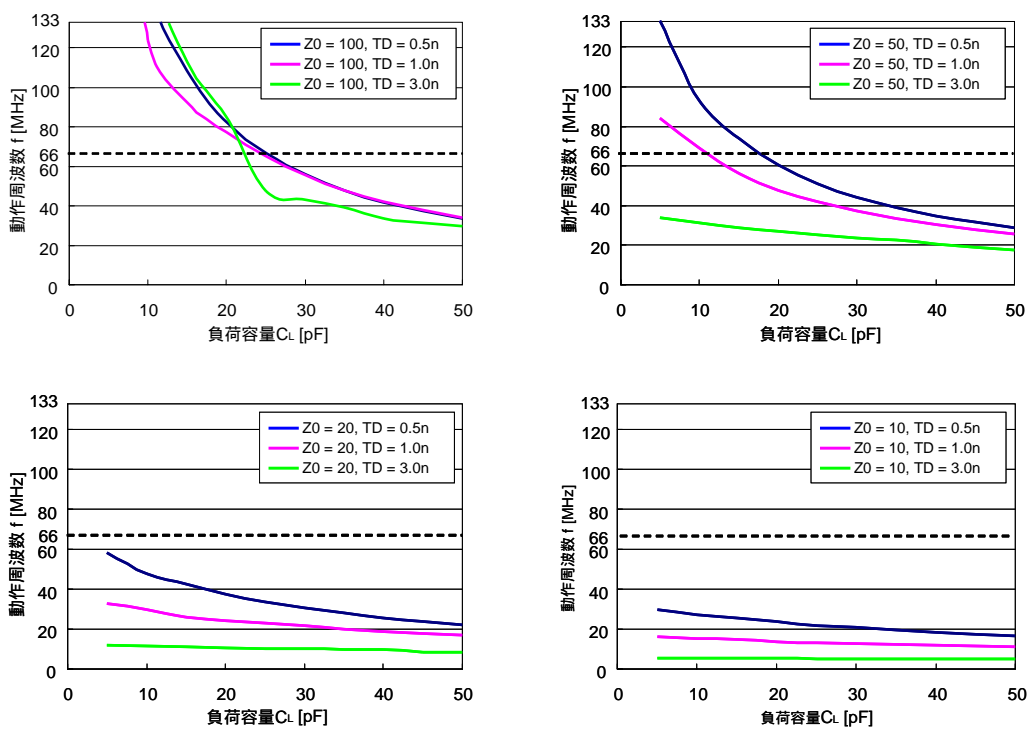 133
120
100
80
66
60
40
20
0
動作周波数 f [MHz]
Z0 = 100, TD = 0.5n
Z0 = 100, TD = 1.0n
Z0 = 100, TD = 3.0n
0 10 20 30 40 50
負荷容量CL [pF]
133
120
100
80
66
60
40
20
0
動作周波数 f [MHz]
Z0 = 50, TD = 0.5n
Z0 = 50, TD = 1.0n
Z0 = 50, TD = 3.0n
0 10 20 30 40 50
負荷容量CL [pF]
133
120
100
80
66
60
40
20
0
動作周波数 f [MHz]
Z0 = 20, TD = 0.5n
Z0 = 20, TD = 1.0n
Z0 = 20, TD = 3.0n
0 10 20 30 40 50
負荷容量CL [pF]
133
120
100
80
66
60
40
20
0
動作周波数 f [MHz]
Z0 = 10, TD = 0.5n
Z0 = 10, TD = 1.0n
Z0 = 10, TD = 3.0n
0 10 20 30 40 50
負荷容量CL [pF]